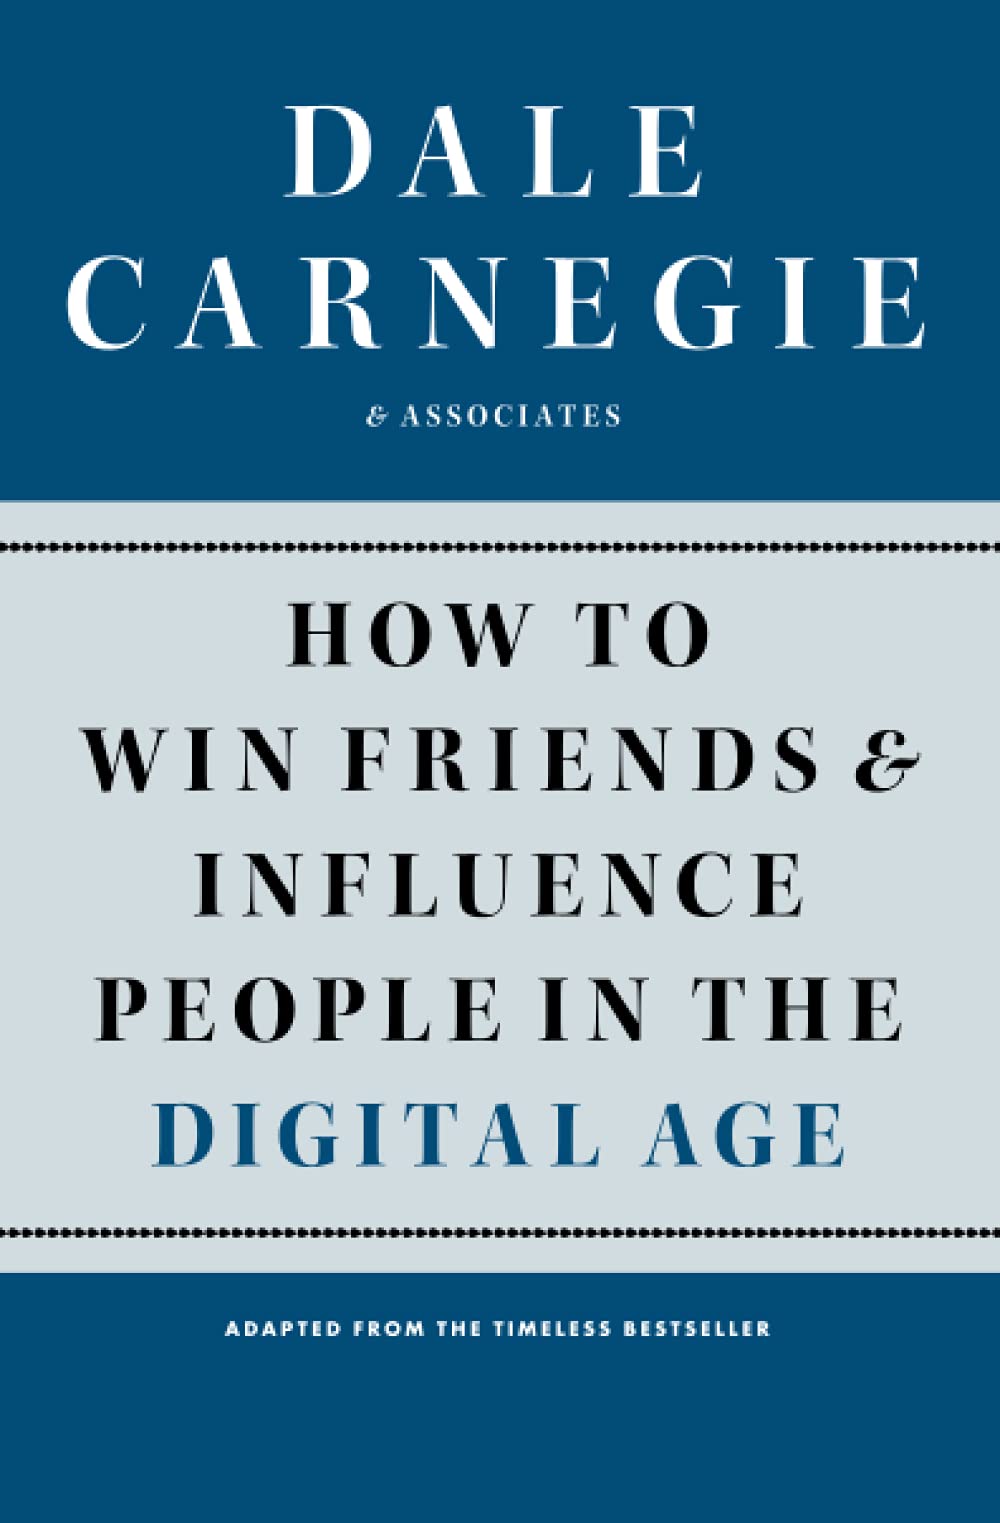 DALE
CARNEGIE
& ASSOCIATES
HOW TO
WIN FRIENDS &
INFLUENCE
PEOPLE IN THE
DIGITAL AGE
ADAPTED FROM THE TIMELESS BESTSELLER